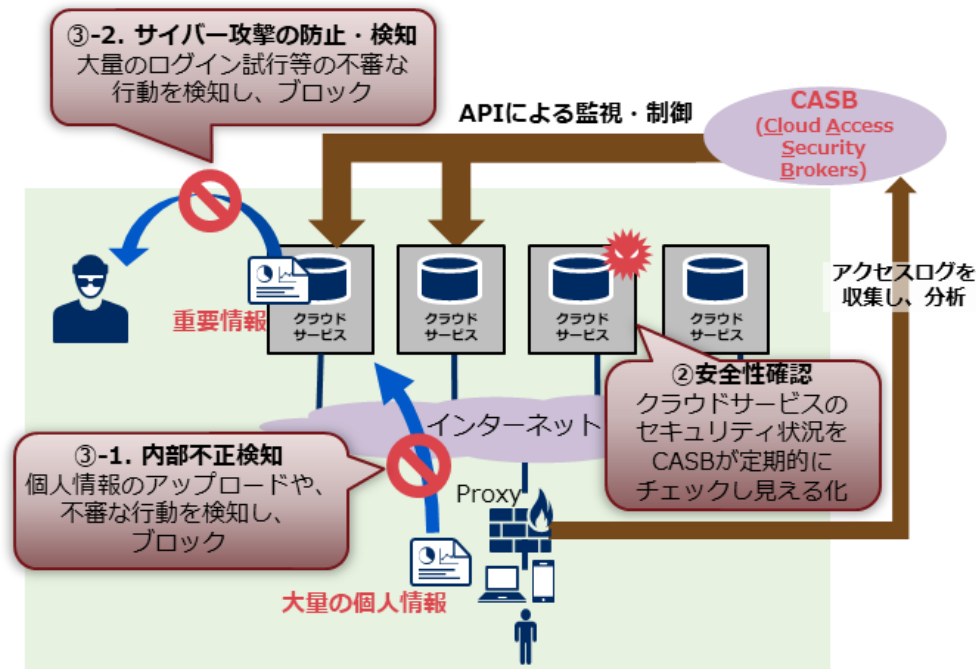 ③-2. サイバー攻撃の防止・検知
大量のログイン試行等の不審な
行動を検知し、ブロック
APIによる監視・制御
CASB
(Cloud Access
Security
Brokers)
アクセスログを
収集し、分析
重要情報
クラウド
サービス
クラウド
サービス
クラウド
サービス
クラウド
サービス
②安全性確認
クラウドサービスの
セキュリティ状況を
CASBが定期的に
チェックし見える化
インターネット
③-1. 内部不正検知
個人情報のアップロードや、
不審な行動を検知し、
ブロック
Proxy
大量の個人情報